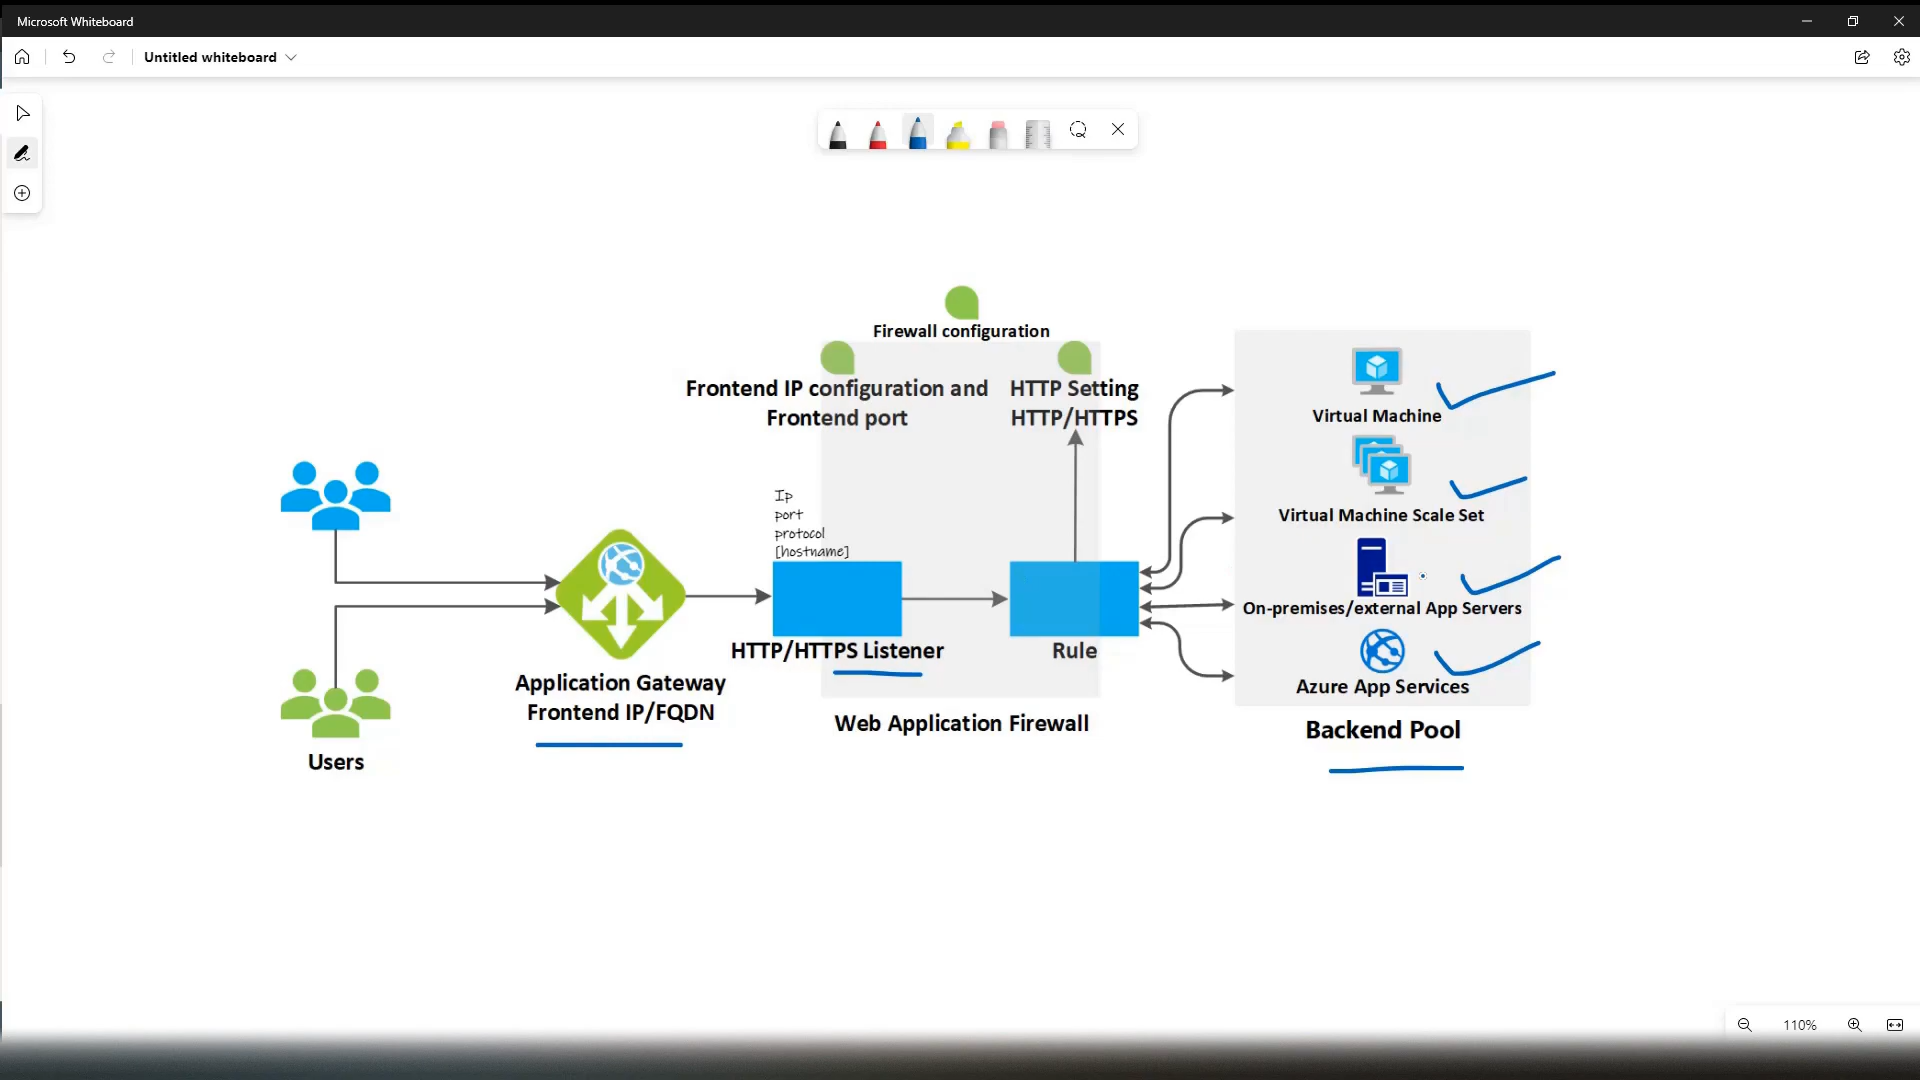 Microsoft Whiteboard
Untitled whiteboard
Firewall configuration
Frontend IP configuration and
Frontend port
HTTP Setting
HTTP/HTTPS
Ip
port
protocol
[hostname]
HTTP/HTTPS Listener
Rule
Web Application Firewall
Application Gateway
Frontend IP/FQDN
Users
Virtual Machine
Virtual Machine Scale Set
On-premises/external App Servers
Azure App Services
Backend Pool
110%